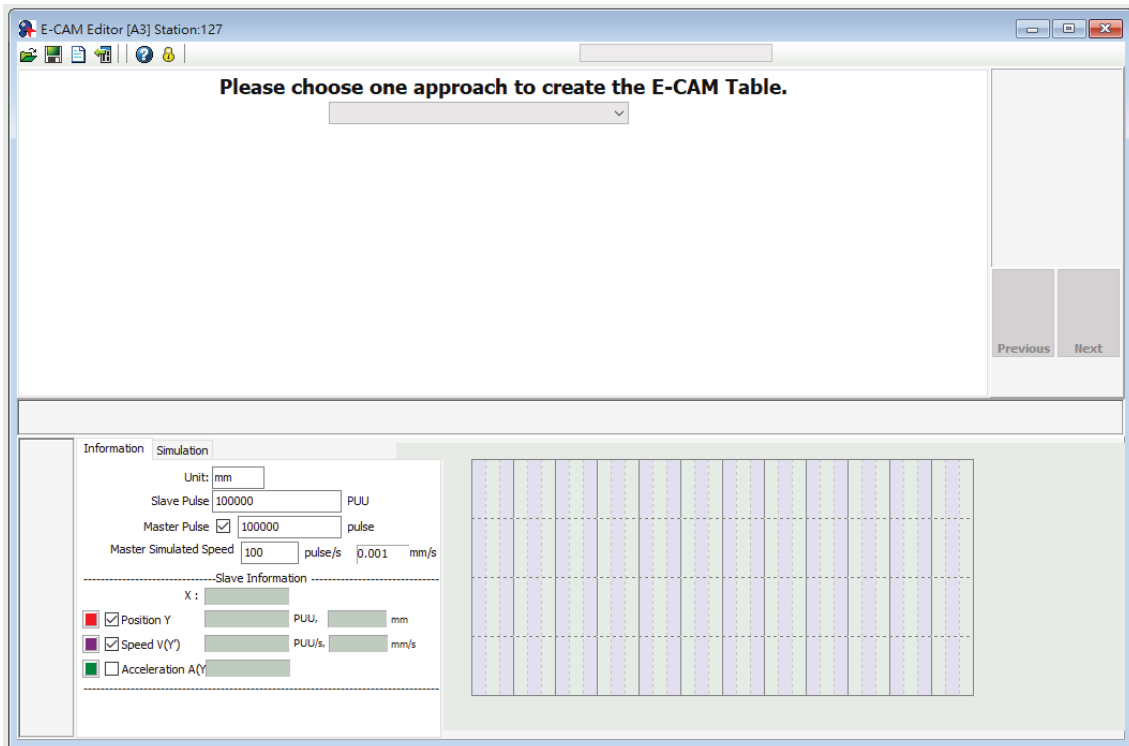 E-CAM Editor [A3] Station:127
Please choose one approach to create the E-CAM Table.
Previous Next
Information Simulation
Unit: mm
Slave Pulse 100000 PUU
Master Pulse 100000 pulse
Master Simulated Speed 100 pulse/s 0.001 mm/s
Slave Information
X :
Position Y PUU, mm
Speed V(Y') PUU/s, mm/s
Acceleration A(Y